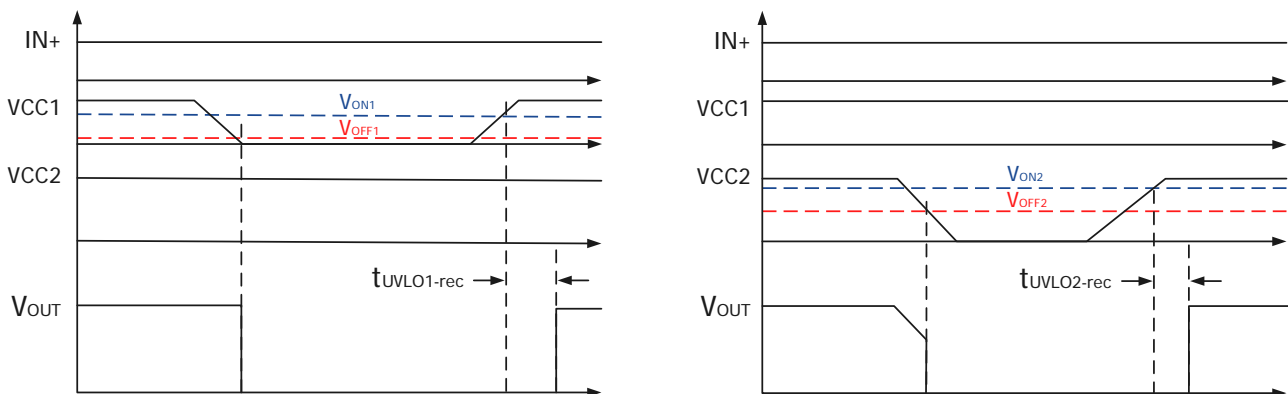 IN+
VCC1
VON1
VOFF1
VCC2
tUVLO1-rec
VOUT
IN+
VCC1
VCC2
VON2
VOFF2
tUVLO2-rec
VOUT